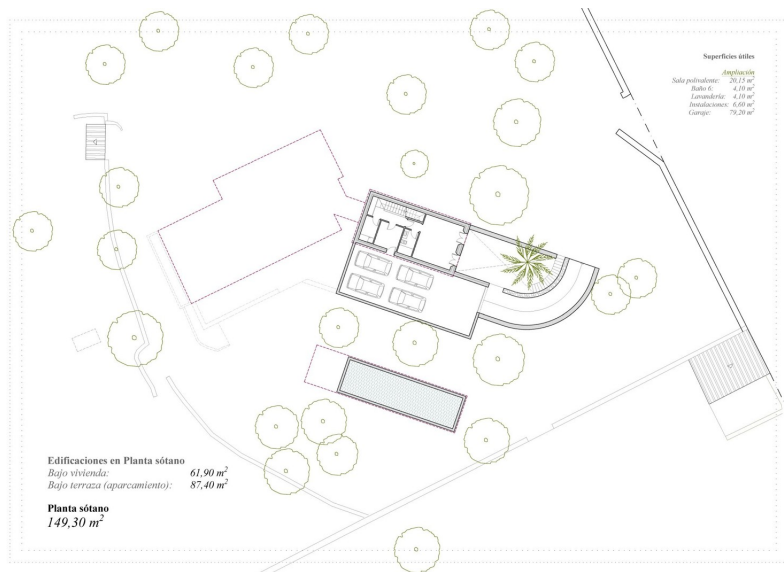 Superficies útiles
Ampliación
Sala polivalente: 20,15 m²
Baño 6: 4,10 m²
Lavandería: 4,10 m²
Instalaciones: 6,60 m²
Garaje: 79,20 m²
Edificaciones en Planta sótano
Bajo vivienda: 61,90 m²
Bajo terraza (aparcamiento): 87,40 m²
Planta sótano
149,30 m²